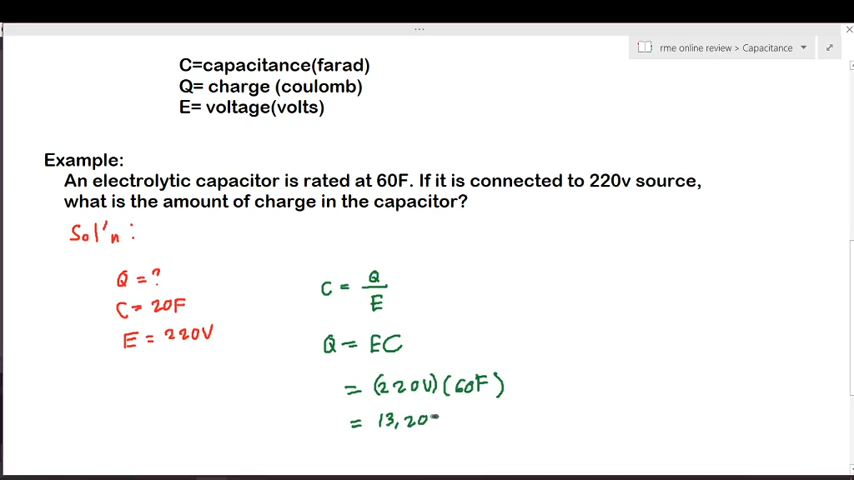 rme online review > Capacitance
C=capacitance(farad)
Q= charge (coulomb)
E= voltage(volts)
Example:
An electrolytic capacitor is rated at 60F. If it is connected to 220v source,
what is the amount of charge in the capacitor?
Sol'n :
Q = ?
C = 20F
E = 220V
C = Q / E
Q = EC
= (220V) (60F)
= 13,20